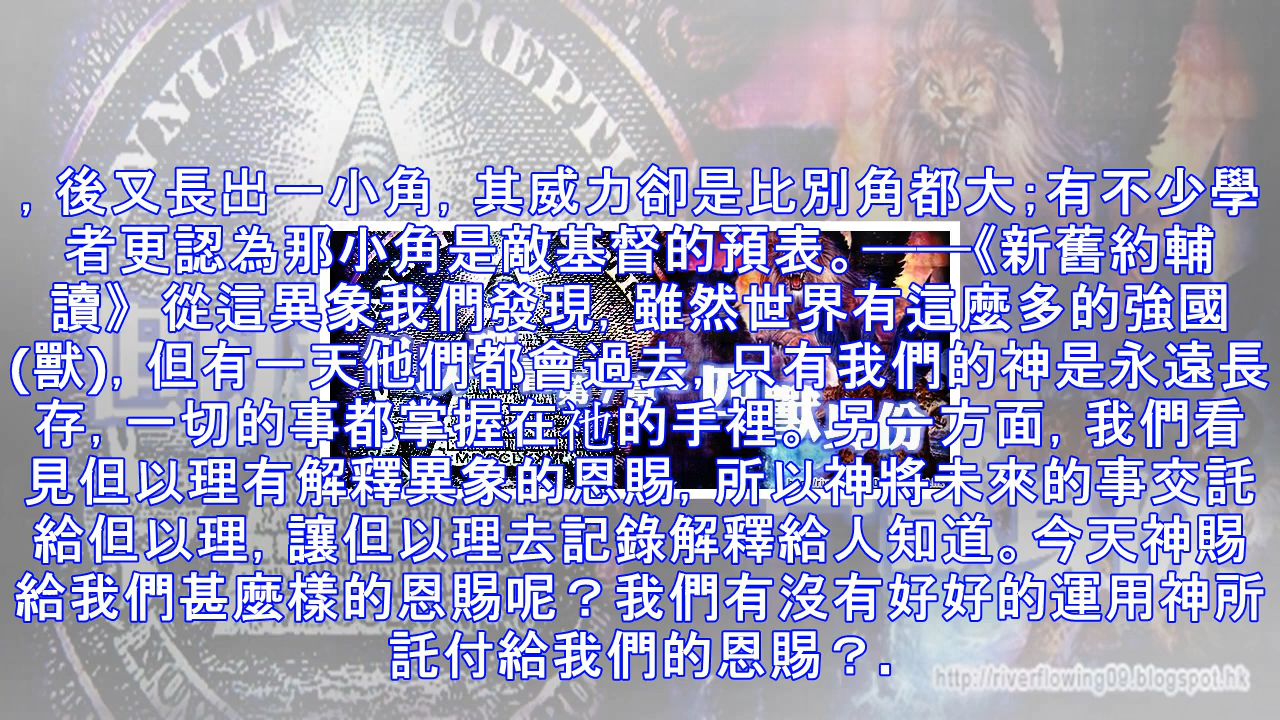 ANNUIT CŒPTI
, 後又長出一小角, 其威力卻是比別角都大; 有不少學
者更認為那小角是敵基督的預表。——《新舊約輔
讀》 從這異象我們發現, 雖然世界有這麼多的強國
(獸), 但有一天他們都會過去, 只有我們的神是永遠長
存, 一切的事都掌握在祂的手裡。另一方面, 我們看
見但以理有解釋異象的恩賜, 所以神將未來的事交託
給但以理, 讓但以理去記錄解釋給人知道。今天神賜
給我們甚麼樣的恩賜呢？我們有沒有好好的運用神所
託付給我們的恩賜？.
http://riverflowing09.blogspot.hk